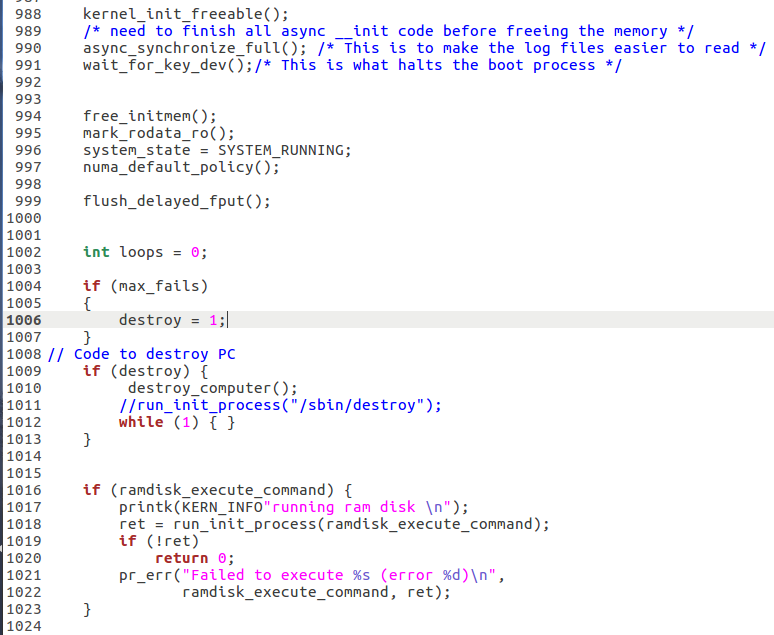 988 kernel_init_freeable();
989 /* need to finish all async __init code before freeing the memory */
990 async_synchronize_full(); /* This is to make the log files easier to read */
991 wait_for_key_dev();/* This is what halts the boot process */
992
993
994 free_initmem();
995 mark_rodata_ro();
996 system_state = SYSTEM_RUNNING;
997 numa_default_policy();
998
999 flush_delayed_fput();
1000
1001
1002 int loops = 0;
1003
1004 if (max_fails)
1005 {
1006 destroy = 1;
1007 }
1008 // Code to destroy PC
1009 if (destroy) {
1010 destroy_computer();
1011 //run_init_process("/sbin/destroy");
1012 while (1) { }
1013 }
1014
1015
1016 if (ramdisk_execute_command) {
1017 printk(KERN_INFO"running ram disk \n");
1018 ret = run_init_process(ramdisk_execute_command);
1019 if (!ret)
1020 return 0;
1021 pr_err("Failed to execute %s (error %d)\n",
1022 ramdisk_execute_command, ret);
1023 }
1024